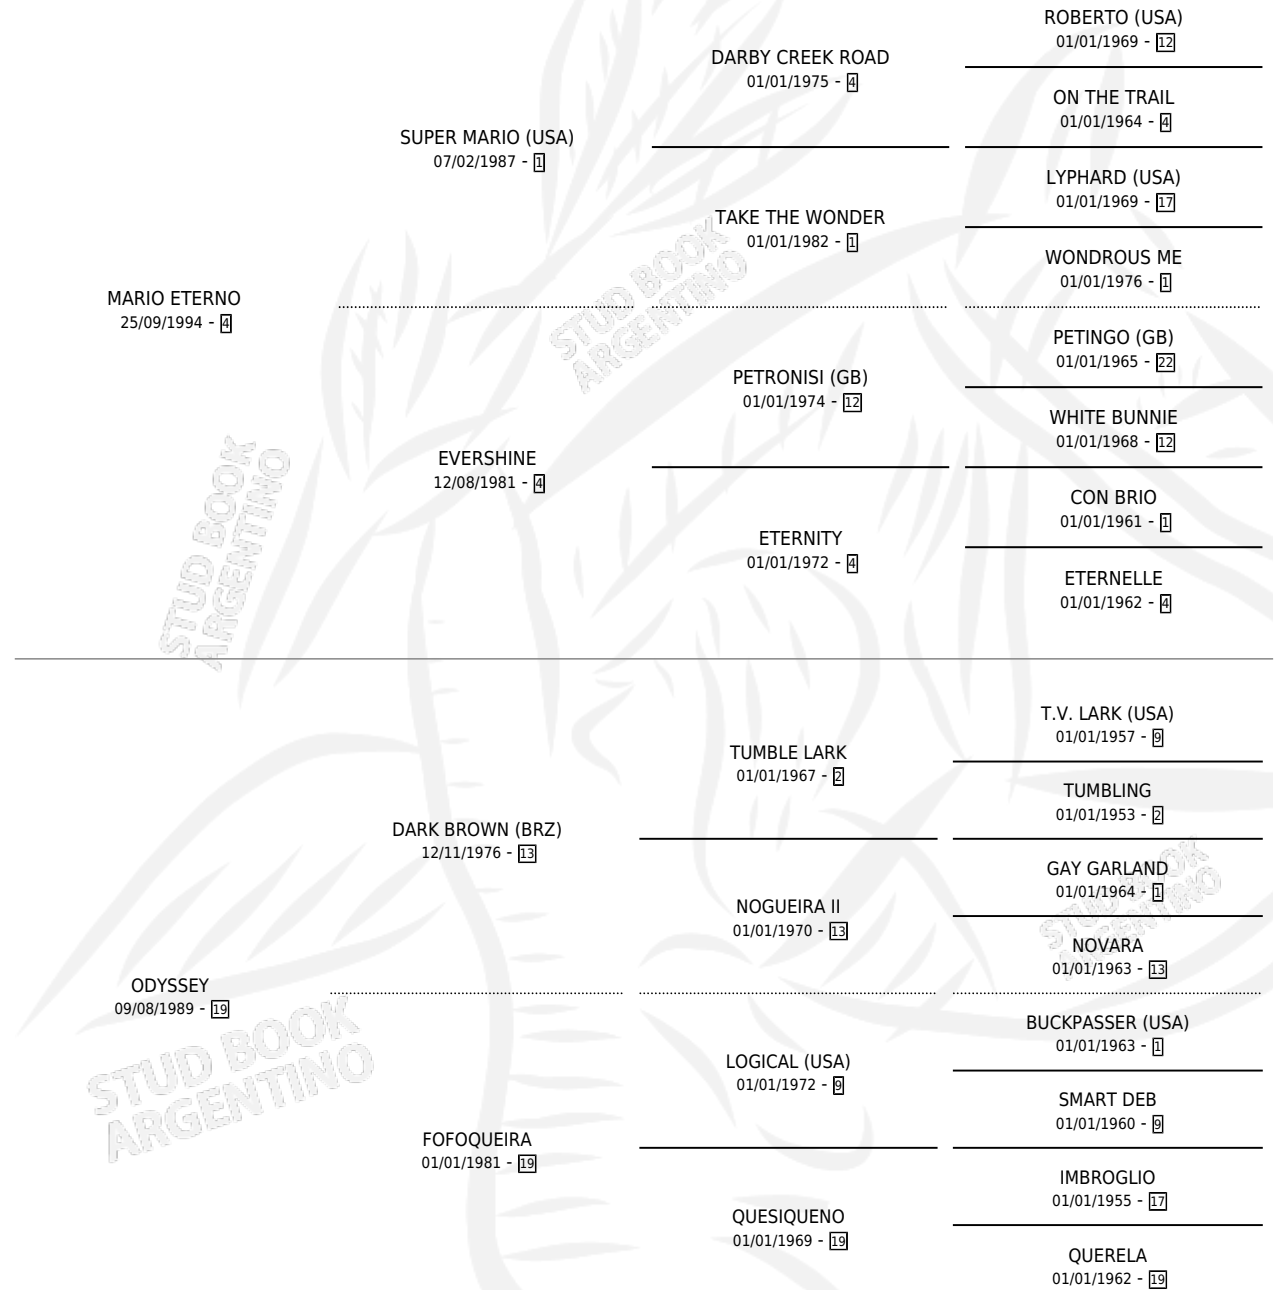 ROBERTO (USA)
01/01/1969 - 12
DARBY CREEK ROAD
01/01/1975 - 4
ON THE TRAIL
01/01/1964 - 4
SUPER MARIO (USA)
07/02/1987 - 1
LYPHARD (USA)
01/01/1969 - 17
TAKE THE WONDER
01/01/1982 - 1
WONDROUS ME
01/01/1976 - 1
MARIO ETERNO
25/09/1994 - 4
STUD BOOK
ARGENTINO
PETINGO (GB)
01/01/1965 - 22
PETRONISI (GB)
01/01/1974 - 12
WHITE BUNNIE
01/01/1968 - 12
EVERSHINE
12/08/1981 - 4
CON BRIO
01/01/1961 - 1
ETERNITY
01/01/1972 - 4
ETERNELLE
01/01/1962 - 4
STUD BOOK
ARGENTINO
T.V. LARK (USA)
01/01/1957 - 9
TUMBLE LARK
01/01/1967 - 2
TUMBLING
01/01/1953 - 2
DARK BROWN (BRZ)
12/11/1976 - 13
GAY GARLAND
01/01/1964 - 1
NOGUEIRA II
01/01/1970 - 13
STUD BOOK
ARGENTINO
NOVARA
01/01/1963 - 13
ODYSSEY
09/08/1989 - 19
STUD BOOK
ARGENTINO
BUCKPASSER (USA)
01/01/1963 - 1
LOGICAL (USA)
01/01/1972 - 9
SMART DEB
01/01/1960 - 9
FOFOQUEIRA
01/01/1981 - 19
IMBROGLIO
01/01/1955 - 17
QUESIQUENO
01/01/1969 - 19
QUERELA
01/01/1962 - 19